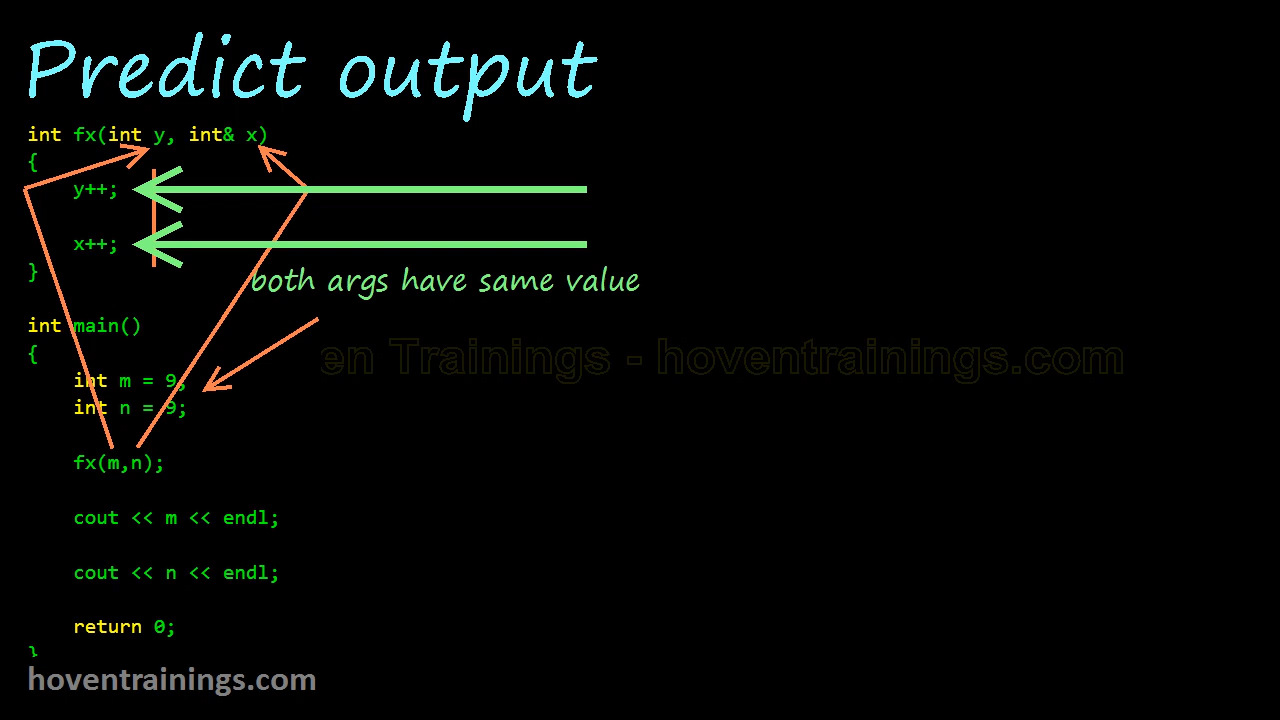 Predict output
int fx(int y, int& x)
{
    y++;
    x++;
}
both args have same value
int main()
{
en Trainings - hoventrainings.com
    int m = 9;
    int n = 9;
    fx(m,n);
    cout << m << endl;
    cout << n << endl;
    return 0;
}
hoventrainings.com